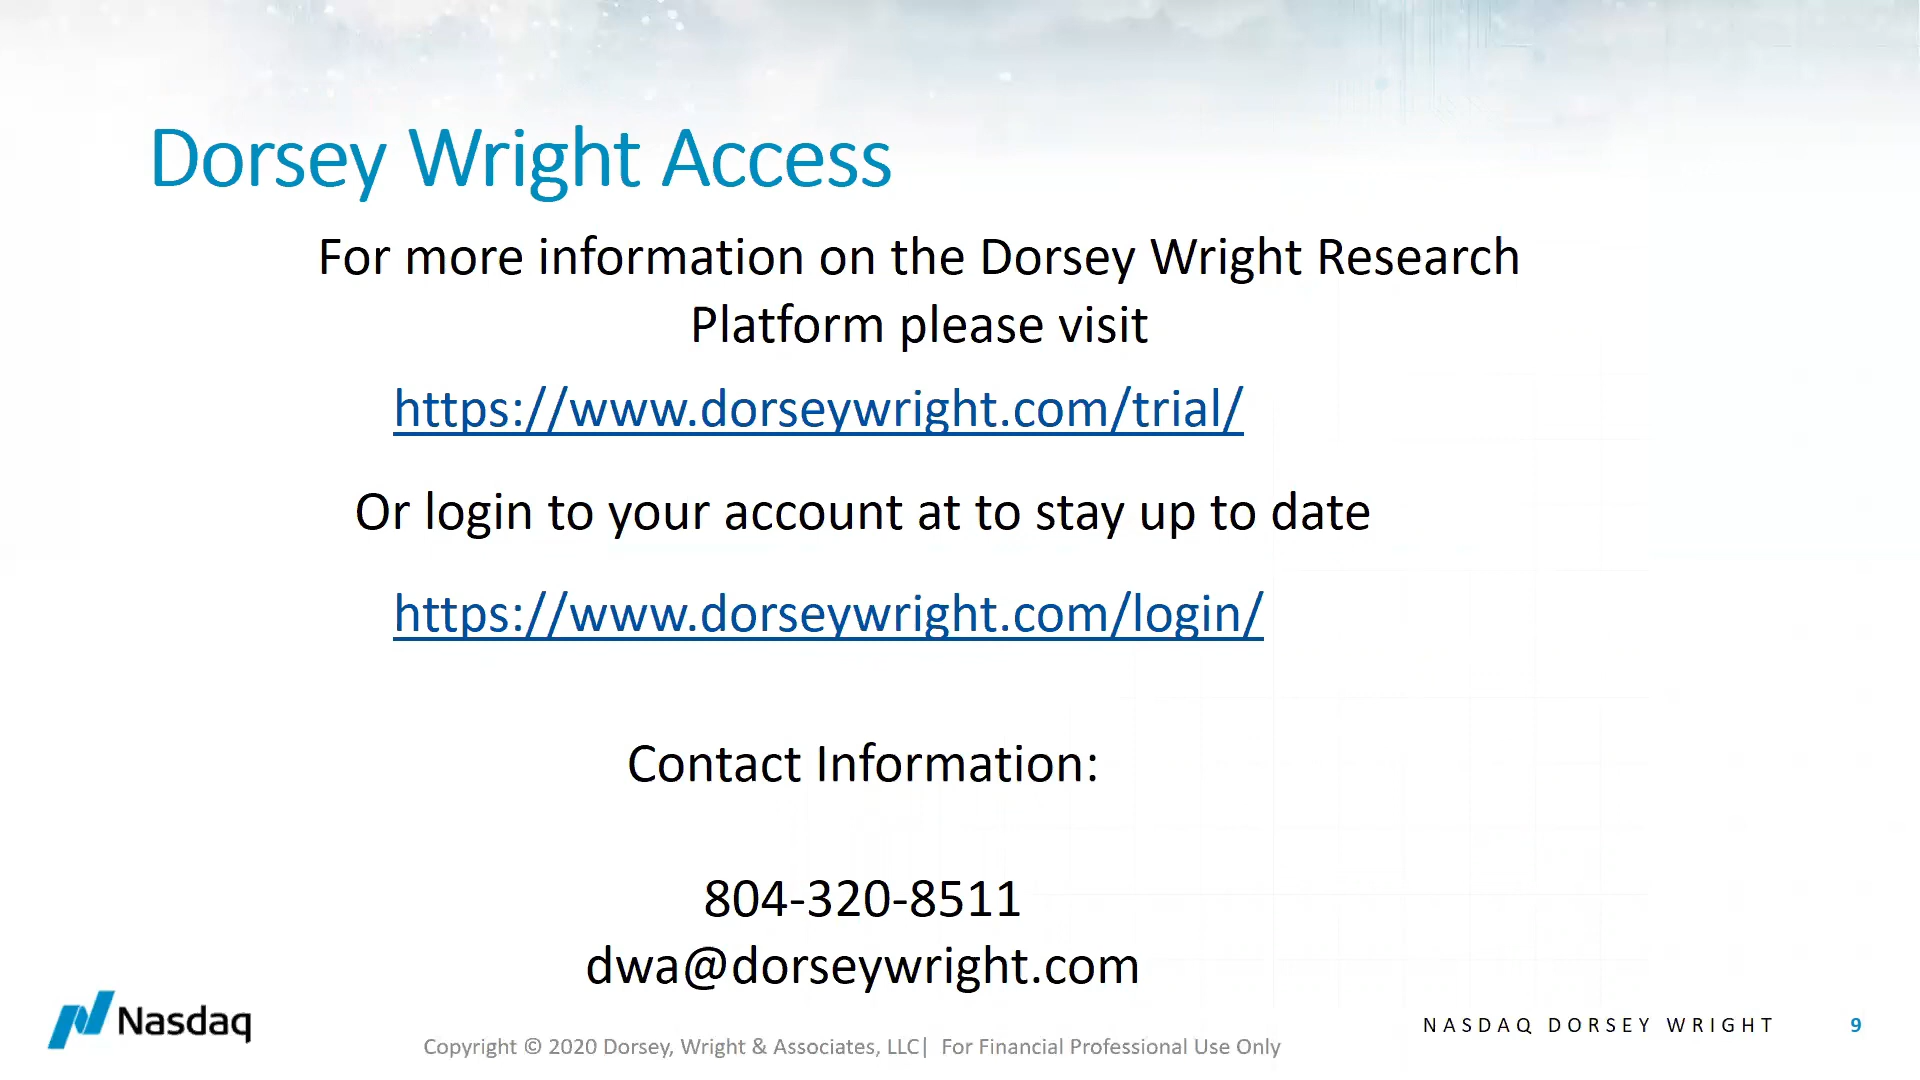 Dorsey Wright Access
For more information on the Dorsey Wright Research
Platform please visit
https://www.dorseywright.com/trial/
Or login to your account at to stay up to date
https://www.dorseywright.com/login/
Contact Information:
804-320-8511
dwa@dorseywright.com
Nasdaq
Copyright © 2020 Dorsey, Wright & Associates, LLC| For Financial Professional Use Only
NASDAQ DORSEY WRIGHT 9